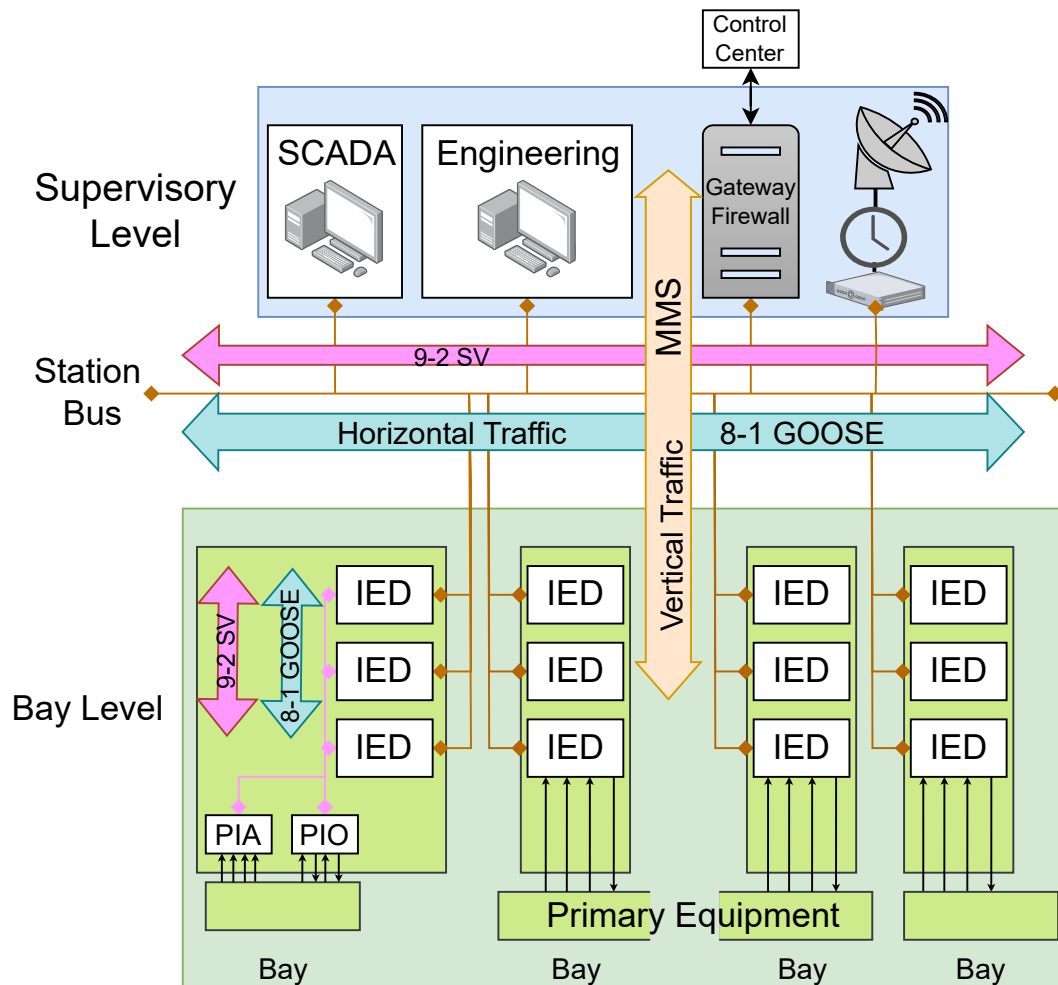 Control
Center
SCADA
Engineering
Gateway
Firewall
Supervisory
Level
MMS
9-2 SV
Station
Bus
Horizontal Traffic
8-1 GOOSE
Vertical Traffic
IED
IED
IED
IED
9-2 SV
8-1 GOOSE
IED
IED
IED
IED
Bay Level
IED
IED
IED
IED
PIA
PIO
Primary Equipment
Bay
Bay
Bay
Bay